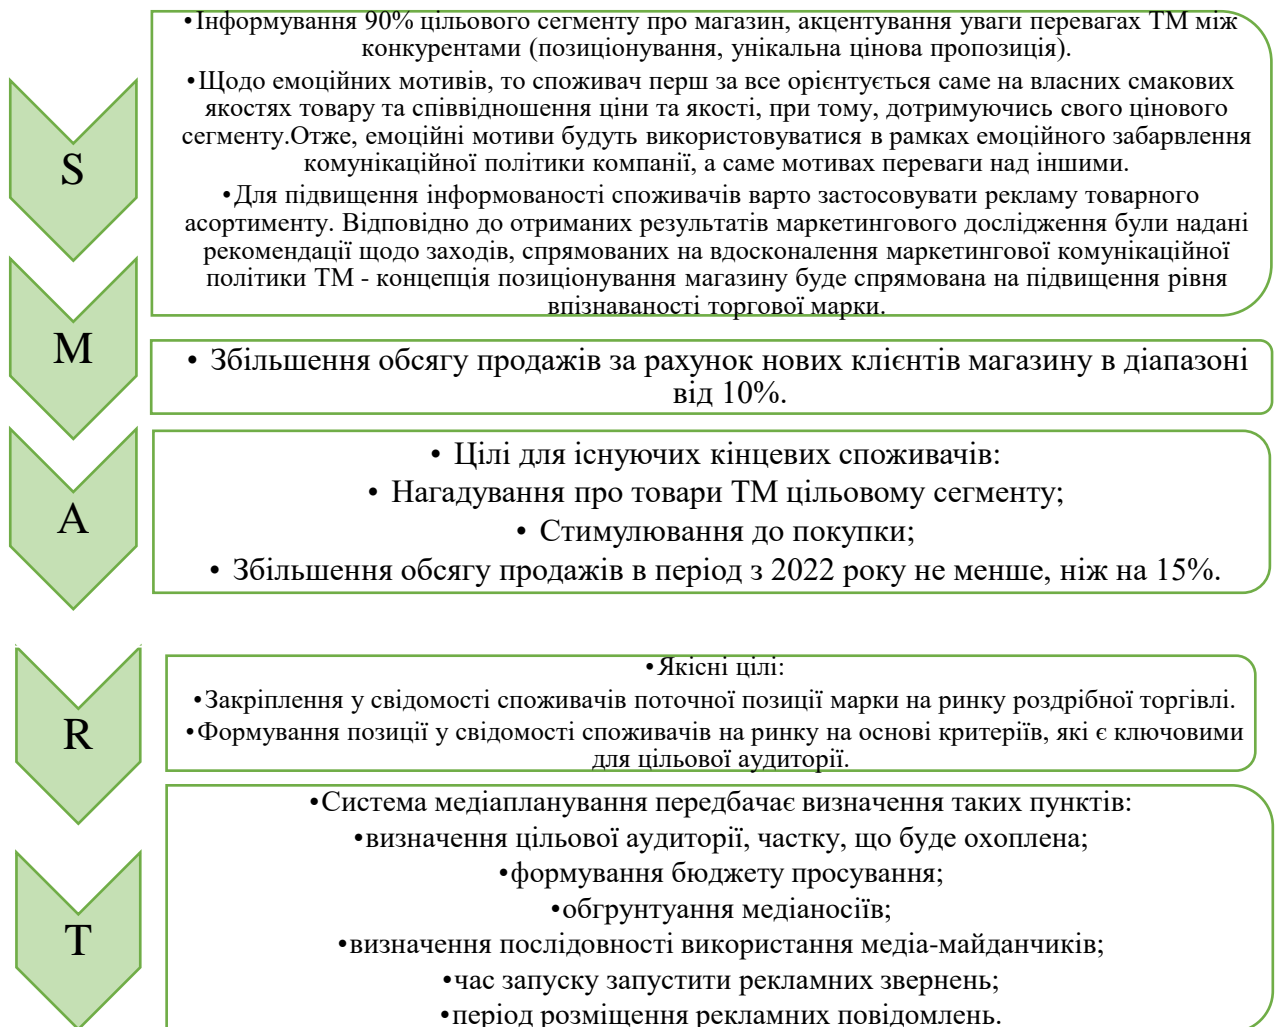 •Інформування 90% цільового сегменту про магазин, акцентування уваги перевагах ТМ між
конкурентами (позиціонування, унікальна цінова пропозиція).
•Щодо емоційних мотивів, то споживач перш за все орієнтується саме на власних смакових
якостях товару та співвідношення ціни та якості, при тому, дотримуючись свого цінового
сегменту.Отже, емоційні мотиви будуть використовуватися в рамках емоційного забарвлення
комунікаційної політики компанії, а саме мотивах переваги над іншими.
•Для підвищення інформованості споживачів варто застосовувати рекламу товарного
асортименту. Відповідно до отриманих результатів маркетингового дослідження були надані
рекомендації щодо заходів, спрямованих на вдосконалення маркетингової комунікаційної
політики ТМ - концепція позиціонування магазину буде спрямована на підвищення рівня
впізнаваності торгової марки.
S
M
• Збільшення обсягу продажів за рахунок нових клієнтів магазину в діапазоні
від 10%.
A
• Цілі для існуючих кінцевих споживачів:
• Нагадування про товари ТМ цільовому сегменту;
• Стимулювання до покупки;
• Збільшення обсягу продажів в період з 2022 року не менше, ніж на 15%.
R
•Якісні цілі:
•Закріплення у свідомості споживачів поточної позиції марки на ринку роздрібної торгівлі.
•Формування позиції у свідомості споживачів на ринку на основі критеріїв, які є ключовими
для цільової аудиторії.
T
•Система медіапланування передбачає визначення таких пунктів:
•визначення цільової аудиторії, частку, що буде охоплена;
•формування бюджету просування;
•обгрунтуання медіаносіїв;
•визначення послідовності використання медіа-майданчиків;
•час запуску запустити рекламних звернень;
•період розміщення рекламних повідомлень.